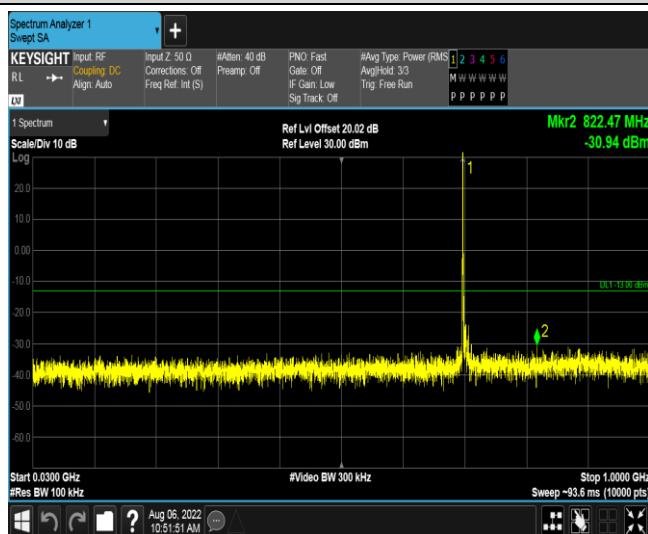 Spectrum Analyzer 1
Swept SA
+
KEYSIGHT Input: RF Input Z: 50 Ω #Atten: 40 dB PNO: Fast #Avg Type: Power (RMS 1 2 3 4 5 6
RL Coupling: DC Corrections: Off Preamp: Off Gate: Off Avg|Hold: 3/3 M W W W W W
Align: Auto Freq Ref: Int (S) IF Gain: Low Trig: Free Run
LXI Sig Track: Off P P P P P P
1 Spectrum Ref Lvl Offset 20.02 dB Mkr2 822.47 MHz
Scale/Div 10 dB Ref Level 30.00 dBm -30.94 dBm
Log
1
20.0
10.0
0.00
-10.0
DL1 -13.00 dBm
-20.0
-30.0
2
-40.0
-50.0
-60.0
Start 0.0300 GHz #Video BW 300 kHz Stop 1.0000 GHz
#Res BW 100 kHz Sweep ~93.6 ms (10000 pts)
? Aug 06, 2022
10:51:51 AM